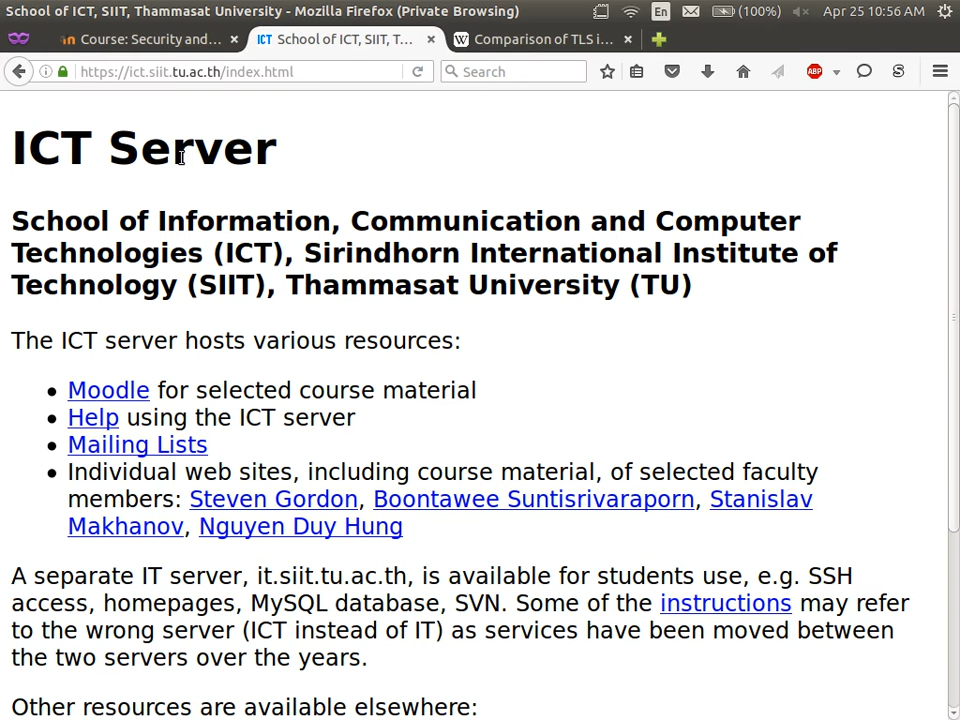 School of ICT, SIIT, Thammasat University - Mozilla Firefox (Private Browsing)
En
(100%)
Apr 25 10:56 AM
Course: Security and...
ICT School of ICT, SIIT, T...
W Comparison of TLS i...
https://ict.siit.tu.ac.th/index.html
Search
ABP
S
ICT Server
School of Information, Communication and Computer
Technologies (ICT), Sirindhorn International Institute of
Technology (SIIT), Thammasat University (TU)
The ICT server hosts various resources:
• Moodle for selected course material
• Help using the ICT server
• Mailing Lists
• Individual web sites, including course material, of selected faculty
members: Steven Gordon, Boontawee Suntisrivaraporn, Stanislav
Makhanov, Nguyen Duy Hung
A separate IT server, it.siit.tu.ac.th, is available for students use, e.g. SSH
access, homepages, MySQL database, SVN. Some of the instructions may refer
to the wrong server (ICT instead of IT) as services have been moved between
the two servers over the years.
Other resources are available elsewhere: